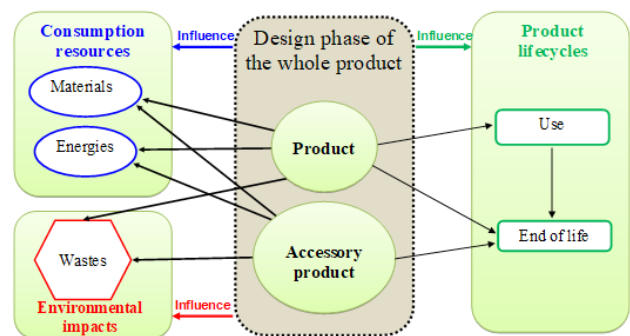 Consumption
resources
Materials
Energies
Influence
Design phase of
the whole product
Product
Accessory
product
Influence
Product
lifecycles
Use
End of life
Wastes
Environmental
impacts
Influence